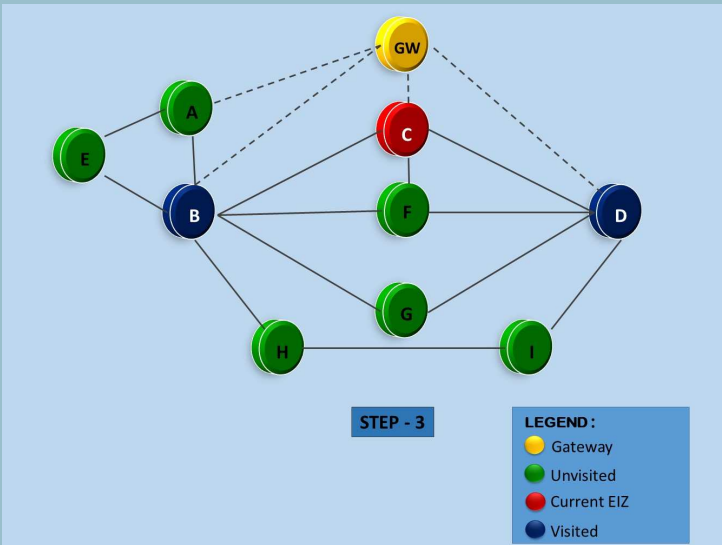 GW
A
C
E
B
F
D
G
H
I
STEP - 3
LEGEND :
Gateway
Unvisited
Current EIZ
Visited